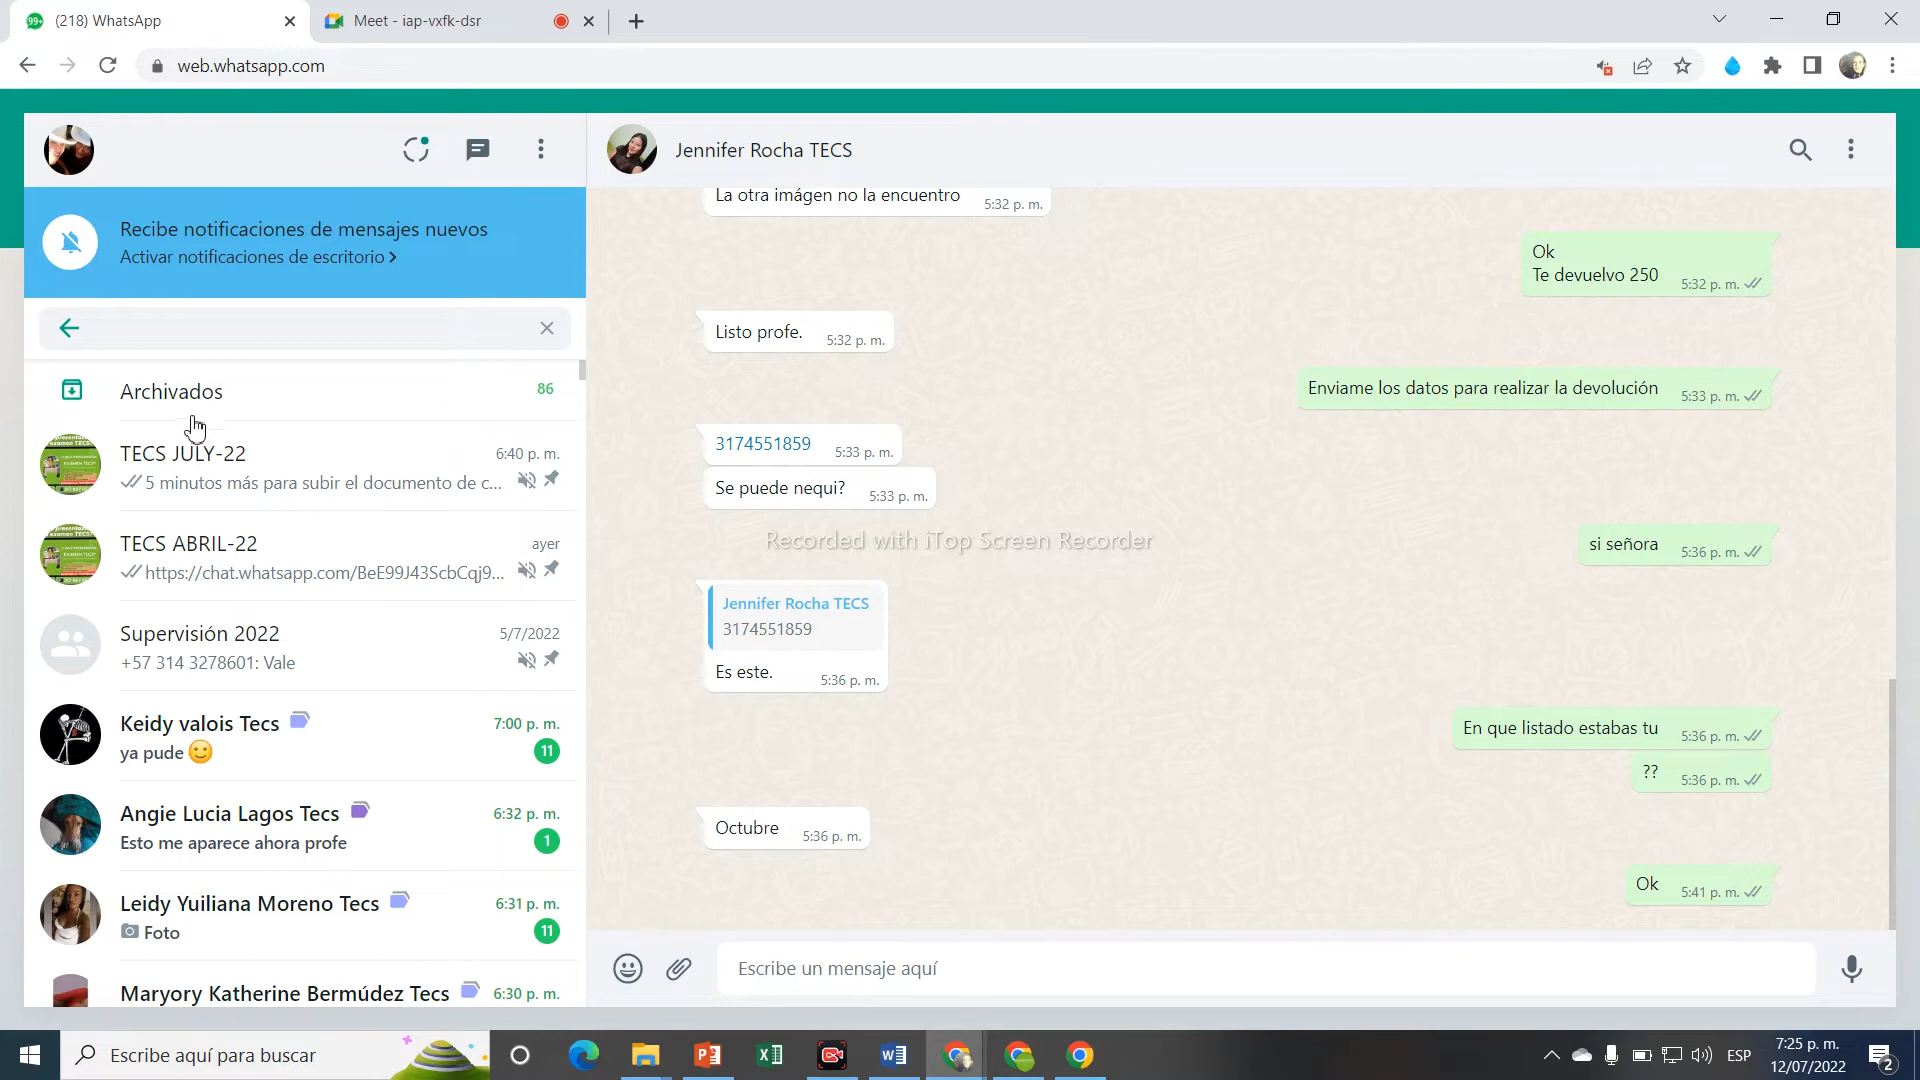 (218) WhatsApp
Meet - iap-vxfk-dsr
web.whatsapp.com
Recibe notificaciones de mensajes nuevos
Activar notificaciones de escritorio
Archivados
86
TECS JULY-22
6:40 p. m.
5 minutos más para subir el documento de c...
TECS ABRIL-22
ayer
https://chat.whatsapp.com/BeE99J43ScbCqj9...
Supervisión 2022
5/7/2022
+57 314 3278601: Vale
Keidy valois Tecs
7:00 p. m.
ya pude 🙂
11
Angie Lucia Lagos Tecs
6:32 p. m.
Esto me aparece ahora profe
1
Leidy Yuiliana Moreno Tecs
6:31 p. m.
Foto
11
Maryory Katherine Bermúdez Tecs
6:30 p. m.
Jennifer Rocha TECS
La otra imágen no la encuentro 5:32 p. m.
Ok
Te devuelvo 250 5:32 p. m.
Listo profe. 5:32 p. m.
Enviame los datos para realizar la devolución 5:33 p. m.
3174551859 5:33 p. m.
Se puede nequi? 5:33 p. m.
Recorded with iTop Screen Recorder
si señora 5:36 p. m.
Jennifer Rocha TECS
3174551859
Es este. 5:36 p. m.
En que listado estabas tu 5:36 p. m.
?? 5:36 p. m.
Octubre 5:36 p. m.
Ok 5:41 p. m.
Escribe un mensaje aquí
Escribe aquí para buscar
ESP
7:25 p. m.
12/07/2022
2